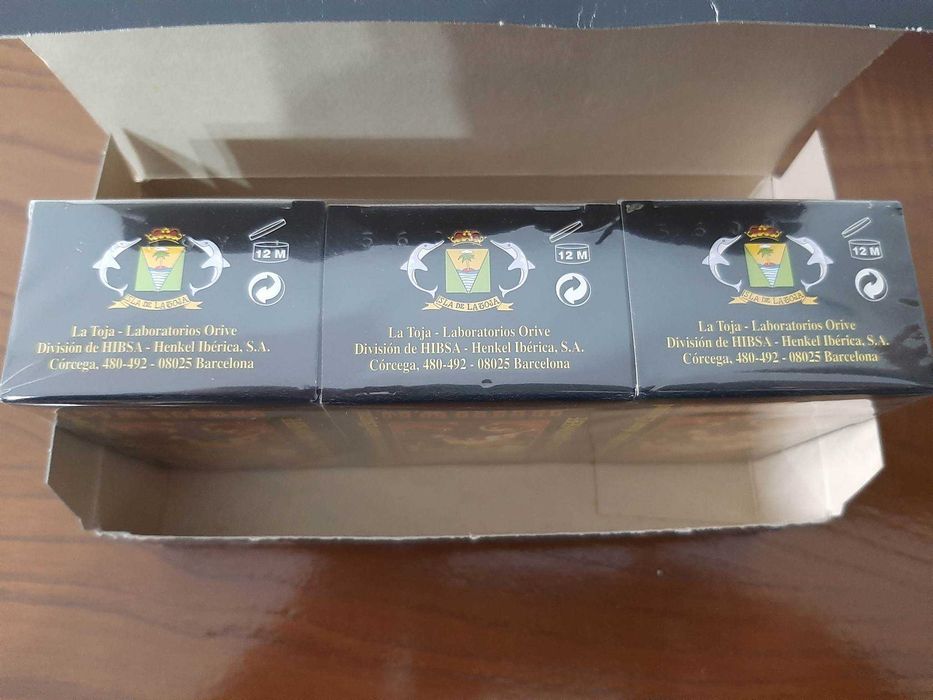 12 M
ISLA DE LA TOJA
La Toja - Laboratorios Orive
División de HIBSA - Henkel Ibérica, S.A.
Córcega, 480-492 - 08025 Barcelona
12 M
ISLA DE LA TOJA
La Toja - Laboratorios Orive
División de HIBSA - Henkel Ibérica, S.A.
Córcega, 480-492 - 08025 Barcelona
12 M
ISLA DE LA TOJA
La Toja - Laboratorios Orive
División de HIBSA - Henkel Ibérica, S.A.
Córcega, 480-492 - 08025 Barcelona